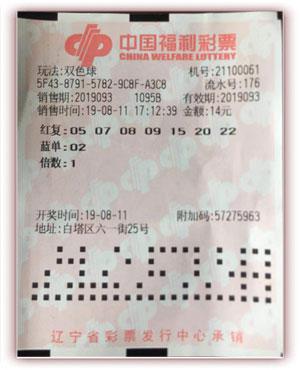 中国福利彩票
CHINA WELFARE LOTTERY
玩法:双色球 机号:21100061
5F43-8791-5782-9C8F-A3C8 流水号:176
销售期:2019093 1095B 有效期:2019093
销售时间:19-08-11 17:12:39 金额:14元
红复:05 07 08 09 15 20 22
蓝单:02
倍数:1
开奖时间:19-08-11 附加码:57275963
地址:白塔区六一街25号
辽宁省彩票发行中心承销